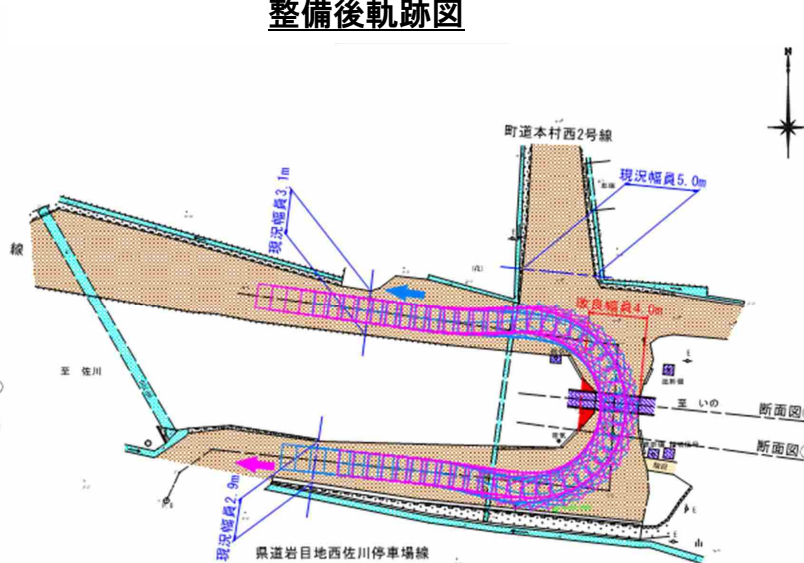 整備後軌跡図
N
町道本村西2号線
現況幅員3.1m
現況幅員5.0m
線
改良幅員4.0m
至 佐川
至 いの
断面図
断面図
現況幅員2.9m
県道岩目地西佐川停車場線